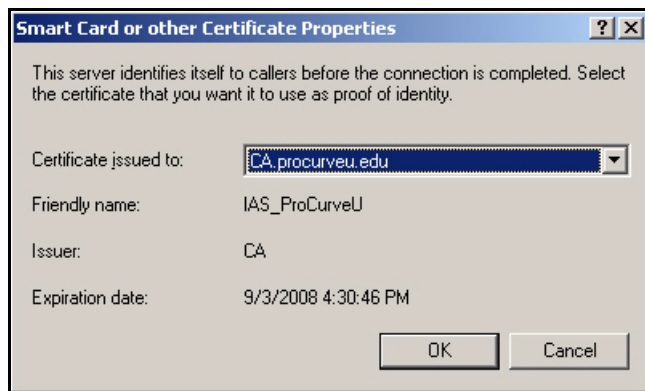 Smart Card or other Certificate Properties
This server identifies itself to callers before the connection is completed. Select
the certificate that you want it to use as proof of identity.
Certificate issued to: CA.procurveu.edu
Friendly name: IAS_ProCurveU
Issuer: CA
Expiration date: 9/3/2008 4:30:46 PM
OK Cancel